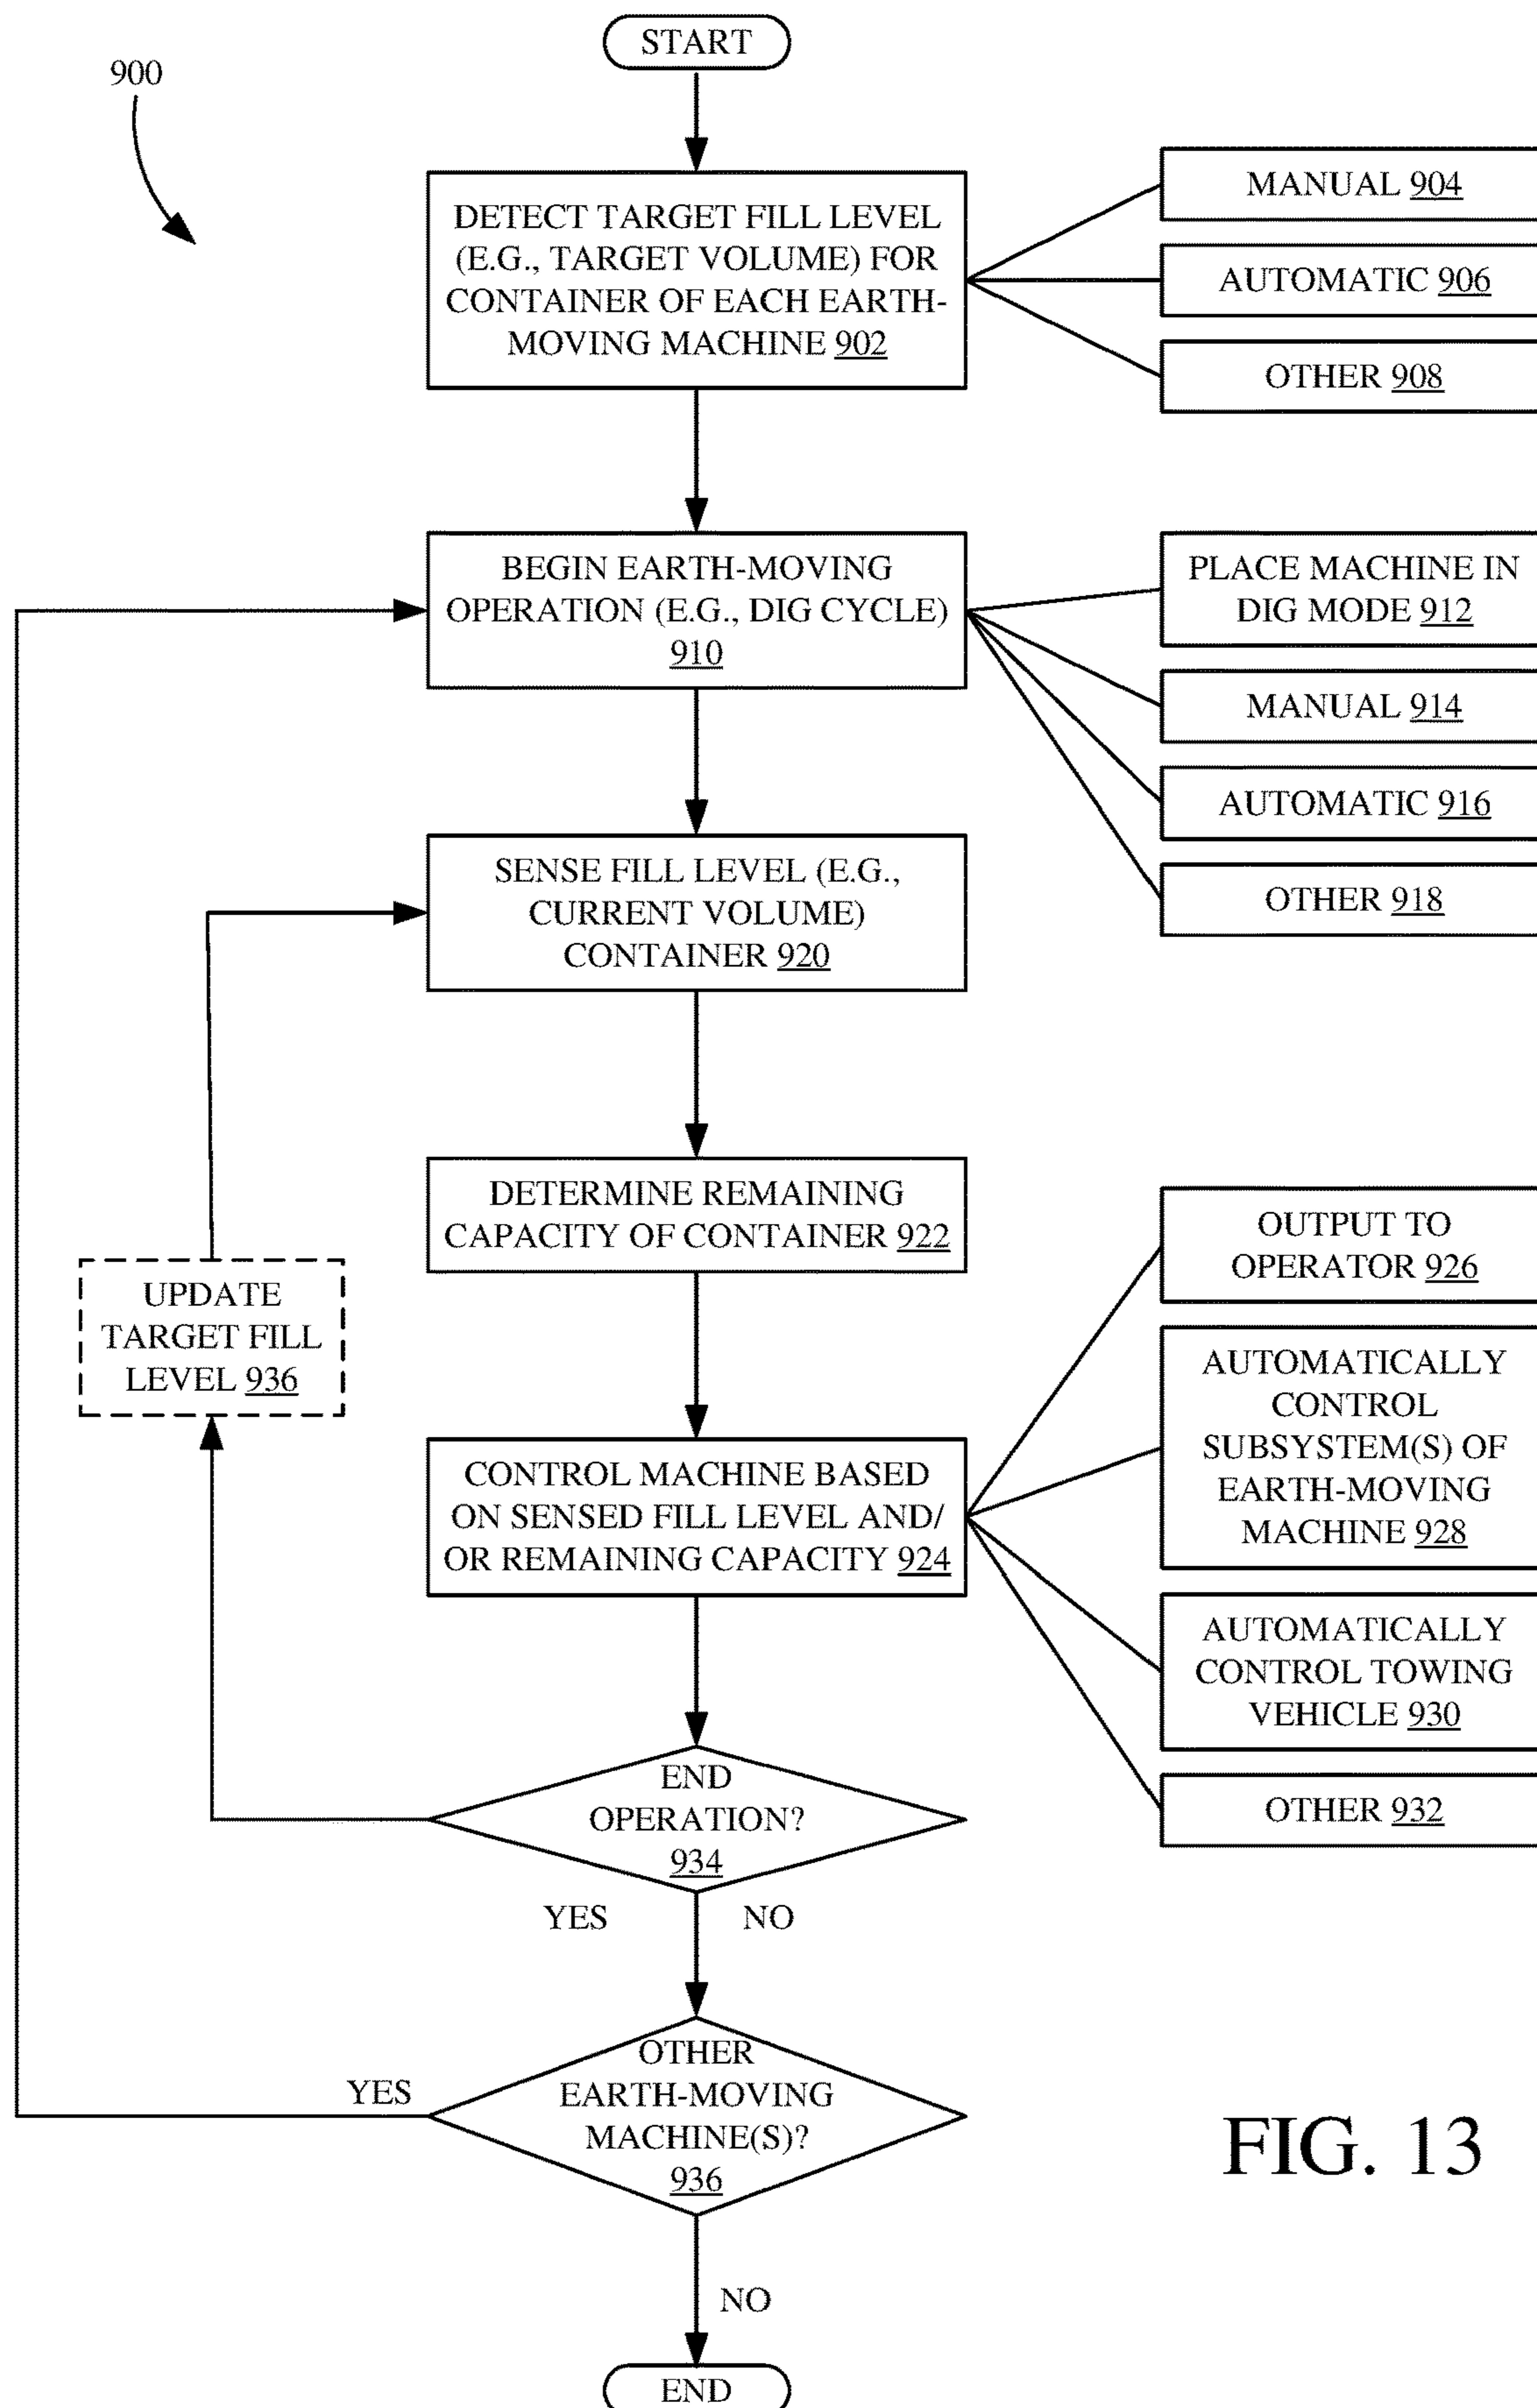 START
900
DETECT TARGET FILL LEVEL
(E.G., TARGET VOLUME) FOR
CONTAINER OF EACH EARTH-
MOVING MACHINE 902
MANUAL 904
AUTOMATIC 906
OTHER 908
BEGIN EARTH-MOVING
OPERATION (E.G., DIG CYCLE)
910
PLACE MACHINE IN
DIG MODE 912
MANUAL 914
AUTOMATIC 916
OTHER 918
SENSE FILL LEVEL (E.G.,
CURRENT VOLUME)
CONTAINER 920
DETERMINE REMAINING
CAPACITY OF CONTAINER 922
UPDATE
TARGET FILL
LEVEL 936
CONTROL MACHINE BASED
ON SENSED FILL LEVEL AND/
OR REMAINING CAPACITY 924
OUTPUT TO
OPERATOR 926
AUTOMATICALLY
CONTROL
SUBSYSTEM(S) OF
EARTH-MOVING
MACHINE 928
AUTOMATICALLY
CONTROL TOWING
VEHICLE 930
OTHER 932
END
OPERATION?
934
YES
NO
OTHER
EARTH-MOVING
MACHINE(S)?
936
YES
NO
END
FIG. 13